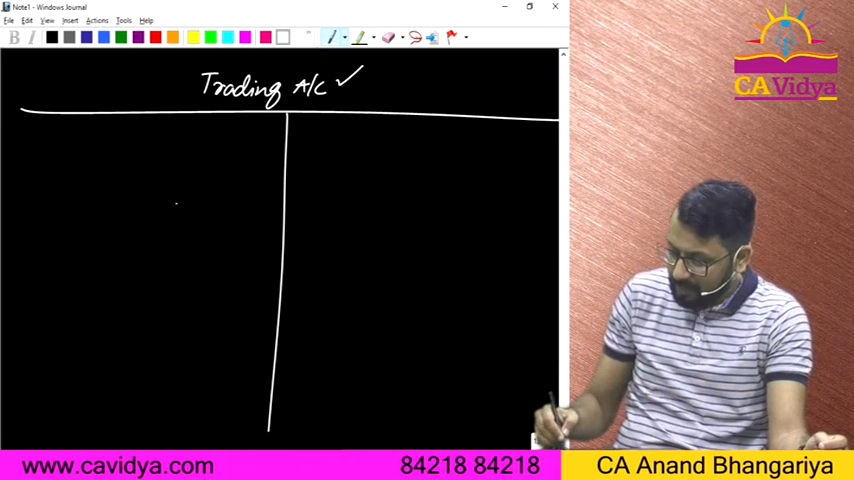 Note1 - Windows Journal
File Edit View Insert Actions Tools Help
B I
Trading A/C ✓
CA Vidya
www.cavidya.com 84218 84218 CA Anand Bhangariya